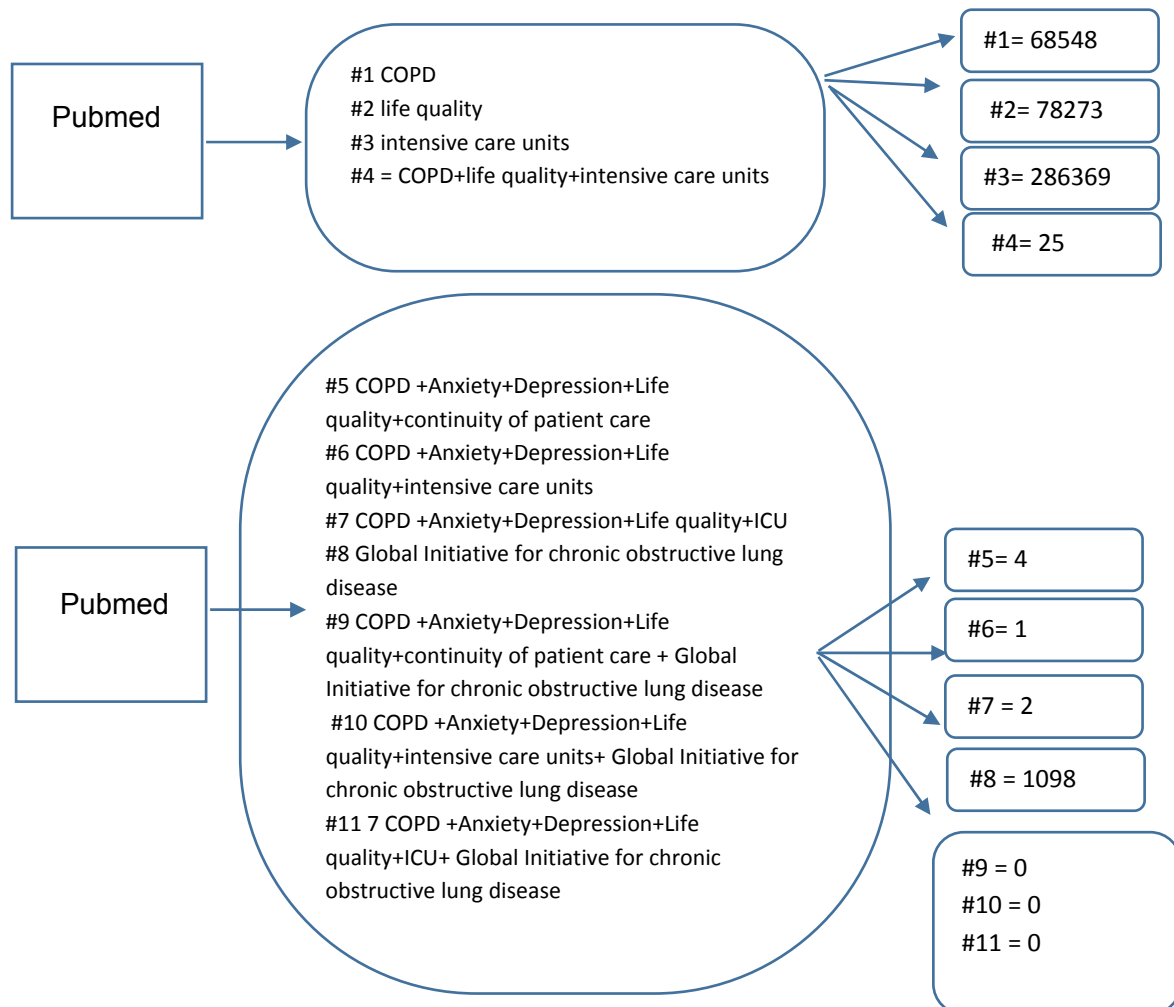 Pubmed
#1 COPD
#2 life quality
#3 intensive care units
#4 = COPD+life quality+intensive care units
#1= 68548
#2= 78273
#3= 286369
#4= 25
Pubmed
#5 COPD +Anxiety+Depression+Life
quality+continuity of patient care
#6 COPD +Anxiety+Depression+Life
quality+intensive care units
#7 COPD +Anxiety+Depression+Life quality+ICU
#8 Global Initiative for chronic obstructive lung
disease
#9 COPD +Anxiety+Depression+Life
quality+continuity of patient care + Global
Initiative for chronic obstructive lung disease
#10 COPD +Anxiety+Depression+Life
quality+intensive care units+ Global Initiative for
chronic obstructive lung disease
#11 7 COPD +Anxiety+Depression+Life
quality+ICU+ Global Initiative for chronic
obstructive lung disease
#5= 4
#6= 1
#7 = 2
#8 = 1098
#9 = 0
#10 = 0
#11 = 0